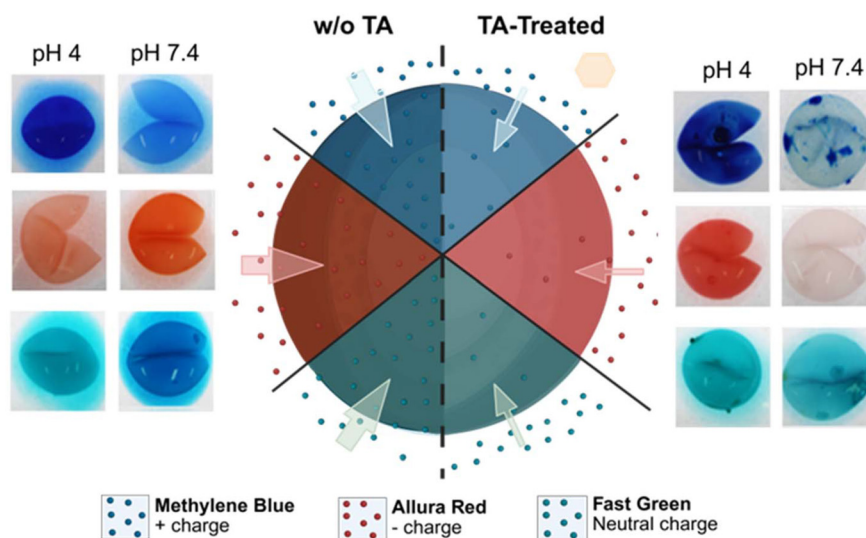 w/o TA
TA-Treated
pH 4
pH 7.4
pH 4
pH 7.4
Methylene Blue
+ charge
Allura Red
- charge
Fast Green
Neutral charge